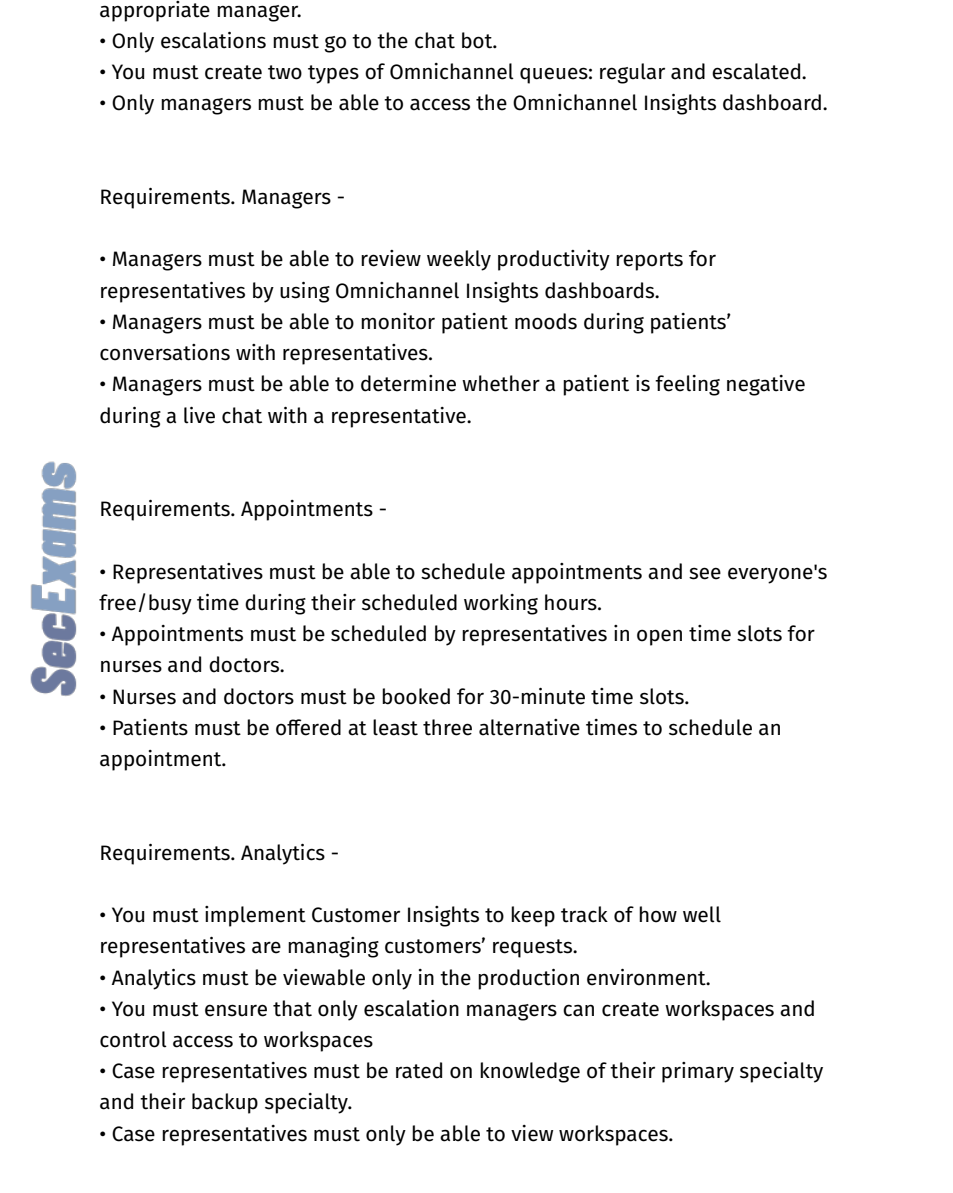 appropriate manager.
• Only escalations must go to the chat bot.
• You must create two types of Omnichannel queues: regular and escalated.
• Only managers must be able to access the Omnichannel Insights dashboard.
Requirements. Managers -
• Managers must be able to review weekly productivity reports for
representatives by using Omnichannel Insights dashboards.
• Managers must be able to monitor patient moods during patients’
conversations with representatives.
• Managers must be able to determine whether a patient is feeling negative
during a live chat with a representative.
SecExams
Requirements. Appointments -
• Representatives must be able to schedule appointments and see everyone's
free/busy time during their scheduled working hours.
• Appointments must be scheduled by representatives in open time slots for
nurses and doctors.
• Nurses and doctors must be booked for 30-minute time slots.
• Patients must be offered at least three alternative times to schedule an
appointment.
Requirements. Analytics -
• You must implement Customer Insights to keep track of how well
representatives are managing customers’ requests.
• Analytics must be viewable only in the production environment.
• You must ensure that only escalation managers can create workspaces and
control access to workspaces
• Case representatives must be rated on knowledge of their primary specialty
and their backup specialty.
• Case representatives must only be able to view workspaces.